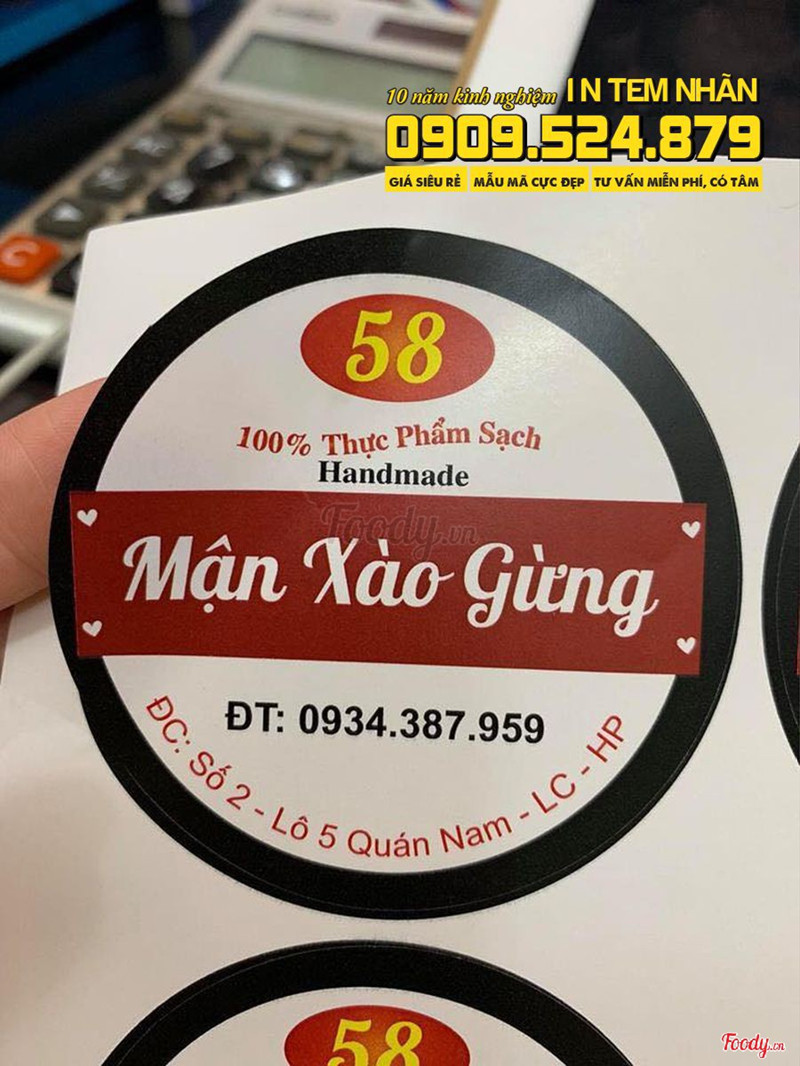 10 năm kinh nghiệm IN TEM NHÃN
0909.524.879
GIÁ SIÊU RẺ MẪU MÃ CỰC ĐẸP TƯ VẤN MIỄN PHÍ, CÓ TÂM
58
100% Thực Phẩm Sạch
Handmade
Foody.vn
Mận Xào Gừng
ĐT: 0934.387.959
ĐC: Số 2 - Lô 5 Quán Nam - LC - HP
58
Foody.vn